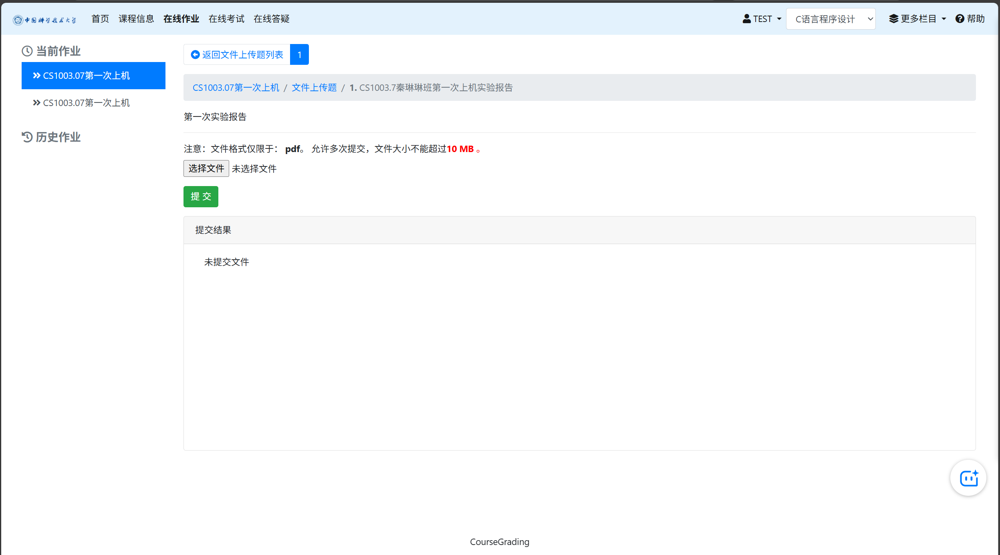 中国科学技术大学 首页 课程信息 在线作业 在线考试 在线答疑 TEST C语言程序设计 更多栏目 帮助
当前作业
CS1003.07第一次上机
CS1003.07第一次上机
历史作业
返回文件上传题列表 1
CS1003.07第一次上机 / 文件上传题 / 1. CS1003.7秦琳琳班第一次上机实验报告
第一次实验报告
注意：文件格式仅限于： pdf。 允许多次提交，文件大小不能超过10 MB 。
选择文件 未选择文件
提 交
提交结果
未提交文件
CourseGrading